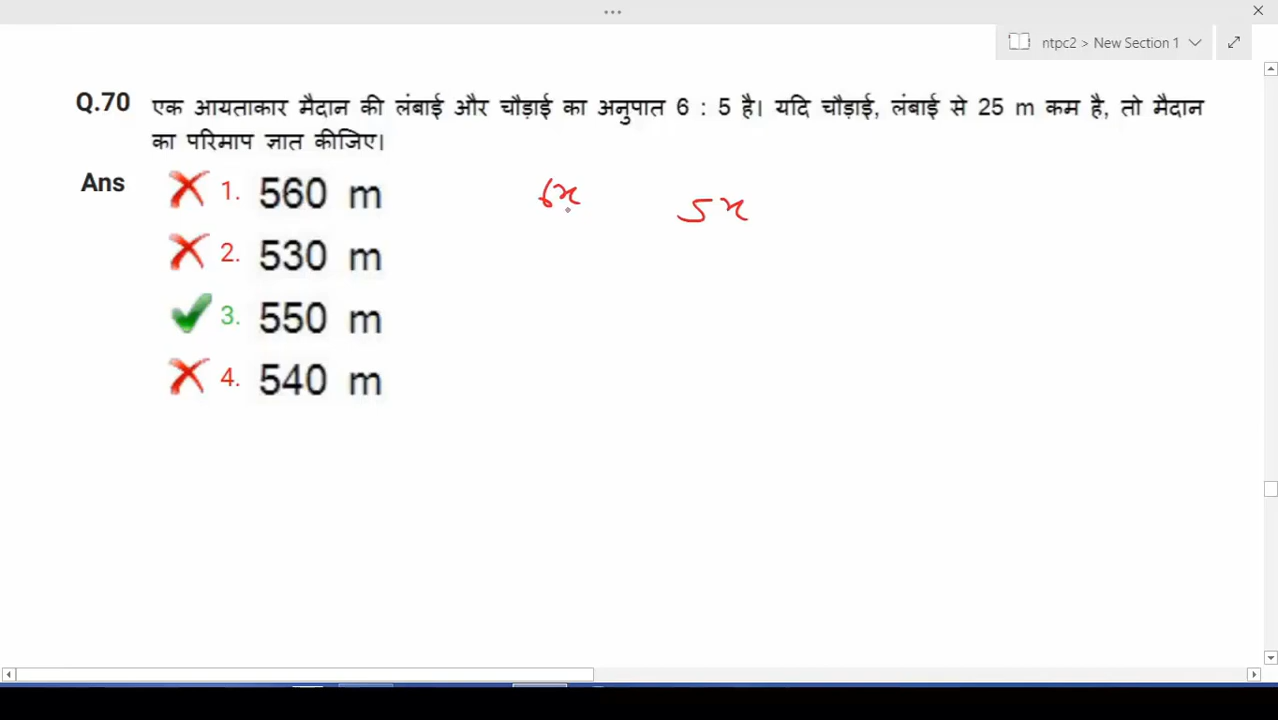 ntpc2 > New Section 1
Q.70 एक आयताकार मैदान की लंबाई और चौड़ाई का अनुपात 6 : 5 है। यदि चौड़ाई, लंबाई से 25 m कम है, तो मैदान
का परिमाप ज्ञात कीजिए।
Ans 1. 560 m
6x 5x
2. 530 m
3. 550 m
4. 540 m